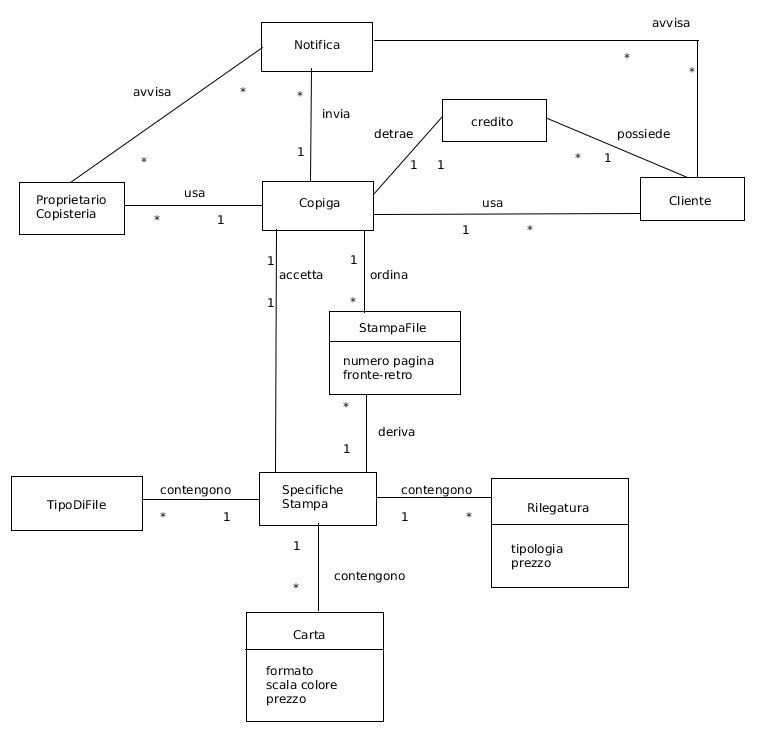 avvisa
Notifica
*
*
avvisa
*
*
invia
credito
detrae
possiede
*
1
1
1
*
1
Proprietario
Copisteria
usa
Copiga
usa
Cliente
*
1
1
*
1
accetta
1
ordina
1
*
StampaFile
numero pagina
fronte-retro
*
deriva
1
TipoDiFile
contengono
Specifiche
Stampa
contengono
Rilegatura
*
1
1
*
tipologia
prezzo
1
contengono
*
Carta
formato
scala colore
prezzo